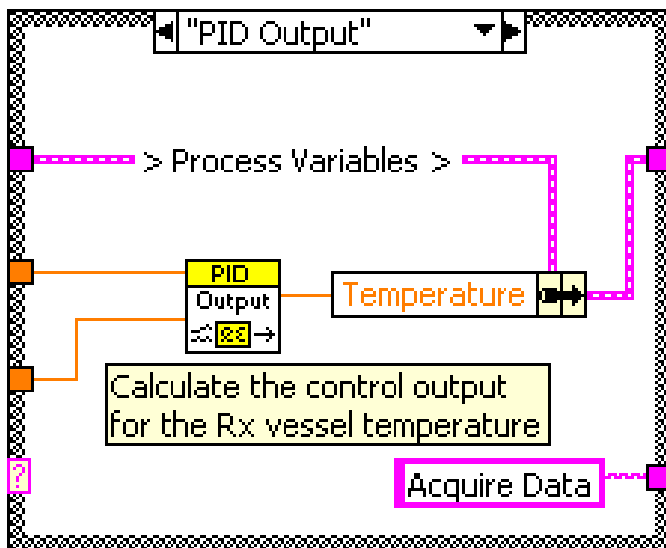 "PID Output"
> Process Variables >
PID
Output
Temperature
Calculate the control output
for the Rx vessel temperature
?
Acquire Data